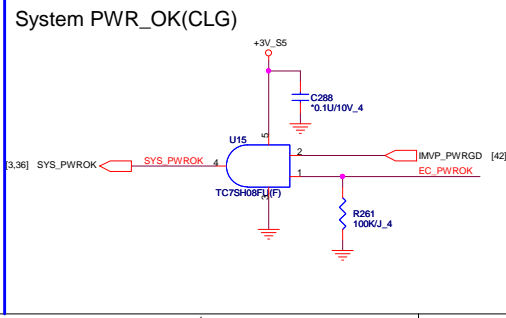 System PWR_OK(CLG)
+3V_S5
C288
*0.1U/10V_4
U15
5
2
IMVP_PWRGD [42]
[3,36] SYS_PWROK
SYS_PWROK
4
1
EC_PWROK
TC7SH08FU(F)
3
R261
100K/J_4